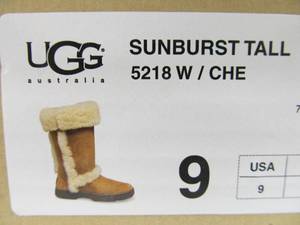 UGG
australia
SUNBURST TALL
5218 W / CHE
9
USA
9